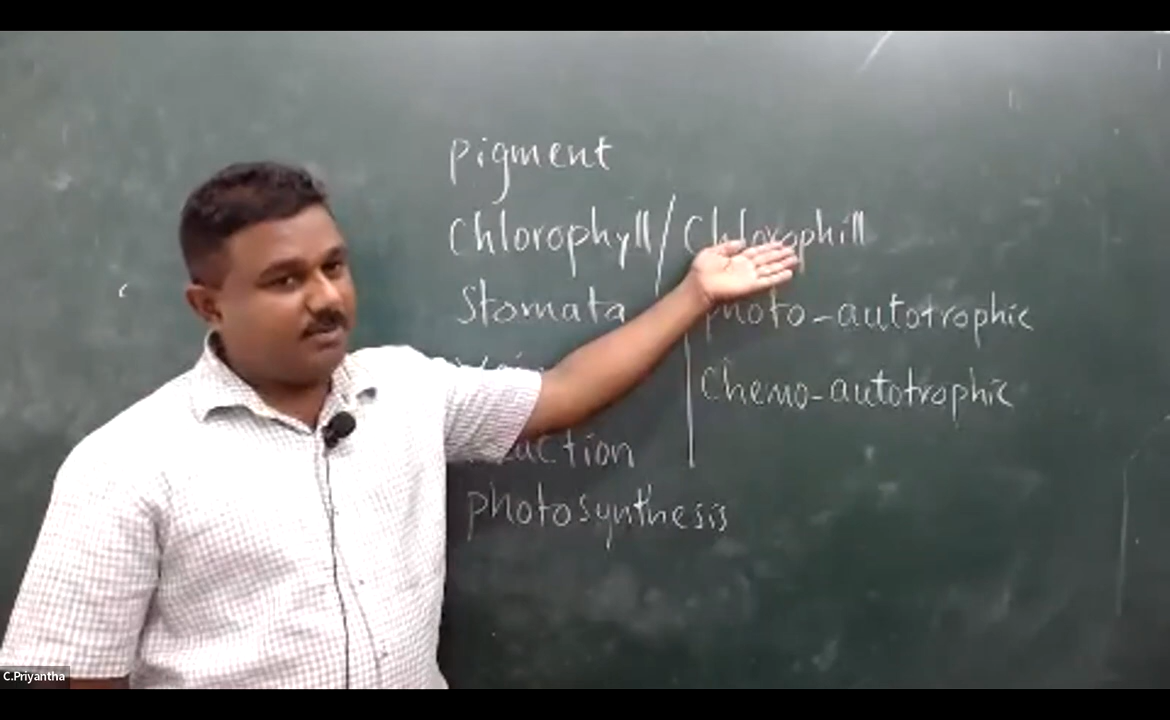 pigment
Chlorophyll / Chlorophill
Stomata
photo-autotrophic
Chemo-autotrophic
photosynthesis
C.Priyantha